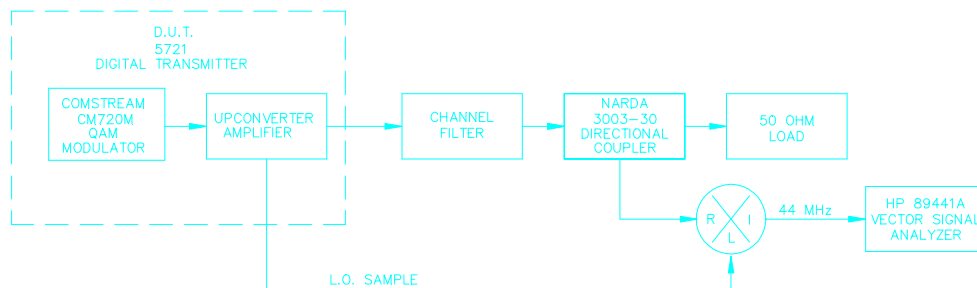 D.U.T.
5721
DIGITAL TRANSMITTER
COMSTREAM
CM720M
QAM
MODULATOR
UPCONVERTER
AMPLIFIER
CHANNEL
FILTER
NARDA
3003-30
DIRECTIONAL
COUPLER
50 OHM
LOAD
R
I
L
44 MHz
HP 89441A
VECTOR SIGNAL
ANALYZER
L.O. SAMPLE